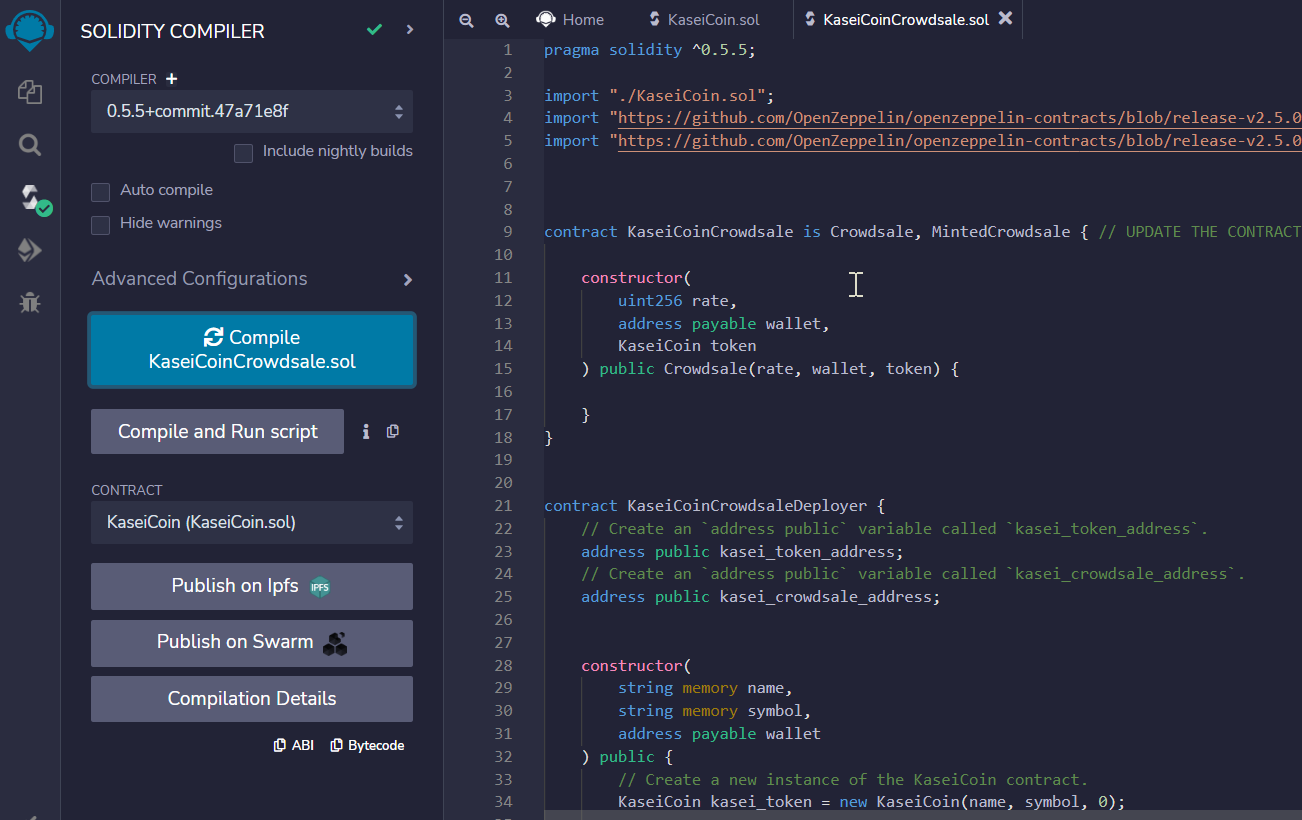 SOLIDITY COMPILER
COMPILER +
0.5.5+commit.47a71e8f
Include nightly builds
Auto compile
Hide warnings
Advanced Configurations
Compile
KaseiCoinCrowdsale.sol
Compile and Run script
i
CONTRACT
KaseiCoin (KaseiCoin.sol)
Publish on Ipfs IPFS
Publish on Swarm
Compilation Details
ABI Bytecode
Home KaseiCoin.sol KaseiCoinCrowdsale.sol
1 pragma solidity ^0.5.5;
2
3 import "./KaseiCoin.sol";
4 import "https://github.com/OpenZeppelin/openzeppelin-contracts/blob/release-v2.5.0
5 import "https://github.com/OpenZeppelin/openzeppelin-contracts/blob/release-v2.5.0
6
7
8
9 contract KaseiCoinCrowdsale is Crowdsale, MintedCrowdsale { // UPDATE THE CONTRACT
10
11 constructor(
12 uint256 rate,
13 address payable wallet,
14 KaseiCoin token
15 ) public Crowdsale(rate, wallet, token) {
16
17 }
18 }
19
20
21 contract KaseiCoinCrowdsaleDeployer {
22 // Create an `address public` variable called `kasei_token_address`.
23 address public kasei_token_address;
24 // Create an `address public` variable called `kasei_crowdsale_address`.
25 address public kasei_crowdsale_address;
26
27
28 constructor(
29 string memory name,
30 string memory symbol,
31 address payable wallet
32 ) public {
33 // Create a new instance of the KaseiCoin contract.
34 KaseiCoin kasei_token = new KaseiCoin(name, symbol, 0);